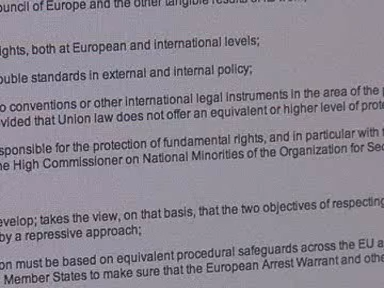 ouncil of Europe and the other tangible results of
ights, both at European and international levels;
ouble standards in external and internal policy;
o conventions or other international legal instruments in the area of the p
vided that Union law does not offer an equivalent or higher level of prote
sponsible for the protection of fundamental rights, and in particular with
e High Commissioner on National Minorities of the Organization for Sec
evelop; takes the view, on that basis, that the two objectives of respecting
by a repressive approach;
on must be based on equivalent procedural safeguards across the EU a
Member States to make sure that the European Arrest Warrant and othe